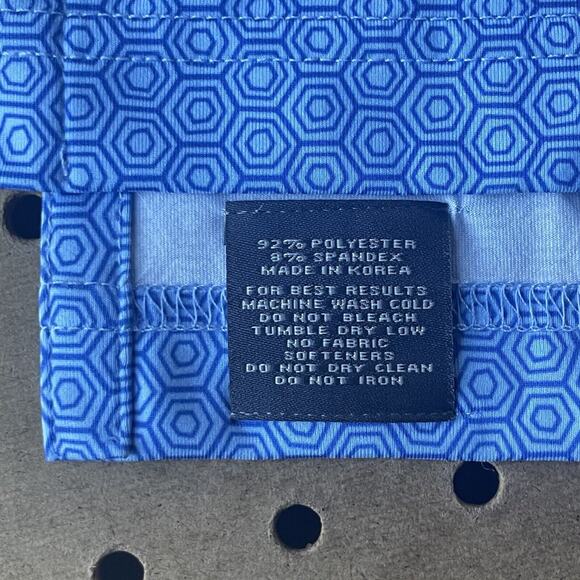 92% POLYESTER
8% SPANDEX
MADE IN KOREA
FOR BEST RESULTS
MACHINE WASH COLD
DO NOT BLEACH
TUMBLE DRY LOW
NO FABRIC
SOFTENERS
DO NOT DRY CLEAN
DO NOT IRON